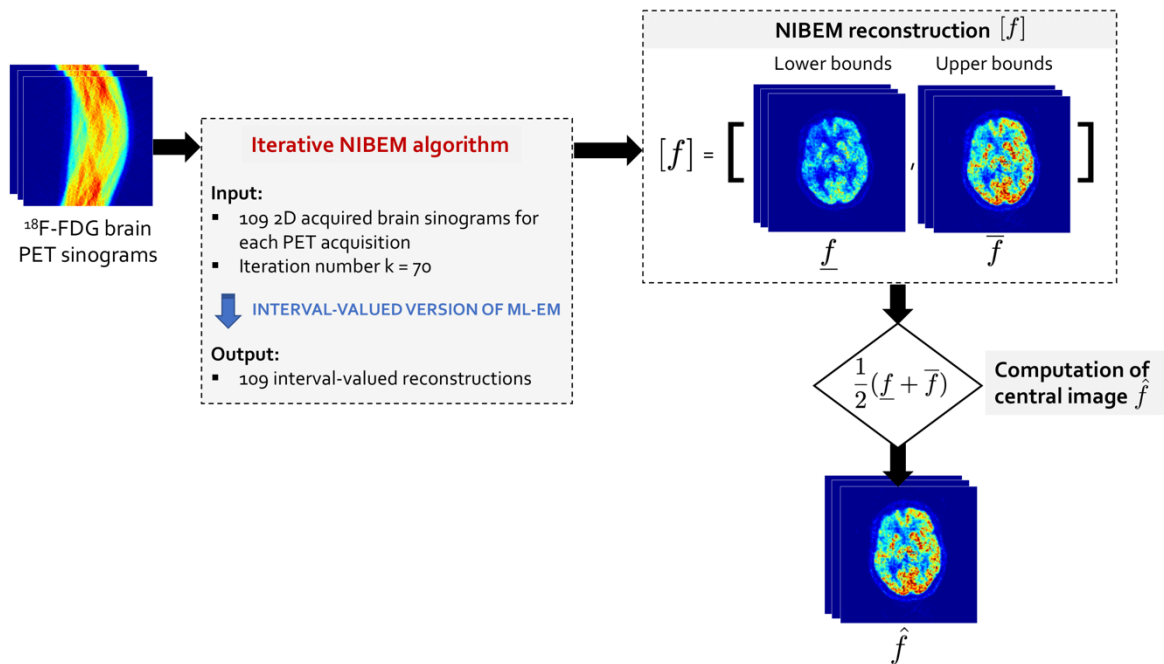 ¹⁸F-FDG brain
PET sinograms
Iterative NIBEM algorithm
Input:
▪ 109 2D acquired brain sinograms for
each PET acquisition
▪ Iteration number k = 70
INTERVAL-VALUED VERSION OF ML-EM
Output:
▪ 109 interval-valued reconstructions
NIBEM reconstruction [f]
Lower bounds Upper bounds
[f] = [ , ]
f̲ f̅
½(f̲ + f̅)
Computation of
central image f̂
f̂